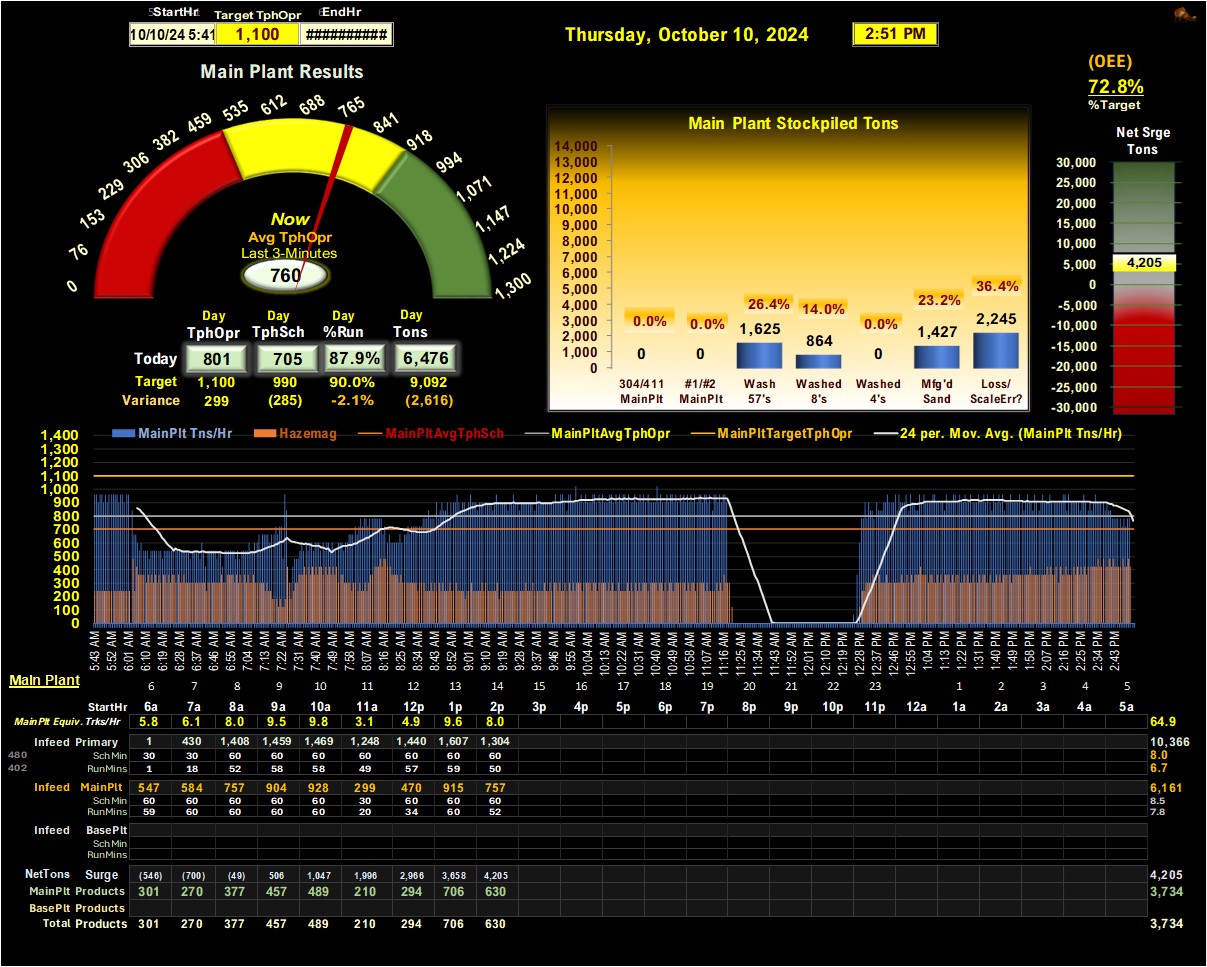 StartHr Target TphOpr EndHr
10/10/24 5:41 1,100 ##########
Thursday, October 10, 2024 2:51 PM
(OEE)
72.8%
%Target
Main Plant Results
0 76 153 229 306 382 459 535 612 688 765 841 918 994 1,071 1,147 1,224 1,300
Now
Avg TphOpr
Last 3-Minutes
760
Day Day Day Day
TphOpr TphSch %Run Tons
Today 801 705 87.9% 6,476
Target 1,100 990 90.0% 9,092
Variance 299 (285) -2.1% (2,616)
Main Plant Stockpiled Tons
14,000
13,000
12,000
11,000
10,000
9,000
8,000
7,000
6,000
5,000
4,000
3,000
2,000
1,000
0
0.0% 0.0% 26.4% 14.0% 0.0% 23.2% 36.4%
0 0 1,625 864 0 1,427 2,245
304/411 #1/#2 Wash Washed Washed Mfg'd Loss/
MainPlt MainPlt 57's 8's 4's Sand ScaleErr?
Net Srge
Tons
30,000
25,000
20,000
15,000
10,000
5,000
0
-5,000
-10,000
-15,000
-20,000
-25,000
-30,000
4,205
MainPlt Tns/Hr Hazemag MainPltAvgTphSch MainPltAvgTphOpr MainPltTargetTphOpr 24 per. Mov. Avg. (MainPlt Tns/Hr)
1,400
1,300
1,200
1,100
1,000
900
800
700
600
500
400
300
200
100
0
5:43 AM 5:52 AM 6:01 AM 6:10 AM 6:19 AM 6:28 AM 6:37 AM 6:46 AM 6:55 AM 7:04 AM 7:13 AM 7:22 AM 7:31 AM 7:40 AM 7:49 AM 7:58 AM 8:07 AM 8:16 AM 8:25 AM 8:34 AM 8:43 AM 8:52 AM 9:01 AM 9:10 AM 9:19 AM 9:28 AM 9:37 AM 9:46 AM 9:55 AM 10:04 AM 10:13 AM 10:22 AM 10:31 AM 10:40 AM 10:49 AM 10:58 AM 11:07 AM 11:16 AM 11:25 AM 11:34 AM 11:43 AM 11:52 AM 12:01 PM 12:10 PM 12:19 PM 12:28 PM 12:37 PM 12:46 PM 12:55 PM 1:04 PM 1:13 PM 1:22 PM 1:31 PM 1:40 PM 1:49 PM 1:58 PM 2:07 PM 2:16 PM 2:25 PM 2:34 PM 2:43 PM
Main Plant
6 7 8 9 10 11 12 13 14 15 16 17 18 19 20 21 22 23 1 2 3 4 5
StartHr 6a 7a 8a 9a 10a 11a 12p 1p 2p 3p 4p 5p 6p 7p 8p 9p 10p 11p 12a 1a 2a 3a 4a 5a
MainPlt Equiv. Trks/Hr 5.8 6.1 8.0 9.5 9.8 3.1 4.9 9.6 8.0 64.9
Infeed Primary 1 430 1,408 1,459 1,469 1,248 1,440 1,607 1,304 10,366
480 Sch Min 30 30 60 60 60 60 60 60 60 8.0
402 RunMins 1 18 52 58 58 49 57 59 50 6.7
Infeed MainPlt 547 584 757 904 928 299 470 915 757 6,161
Sch Min 60 60 60 60 60 30 60 60 60 8.5
RunMins 59 60 60 60 60 20 34 60 52 7.8
Infeed BasePlt
Sch Min
RunMins
NetTons Surge (546) (700) (49) 506 1,047 1,996 2,966 3,658 4,205 4,205
MainPlt Products 301 270 377 457 489 210 294 706 630 3,734
BasePlt Products
Total Products 301 270 377 457 489 210 294 706 630 3,734